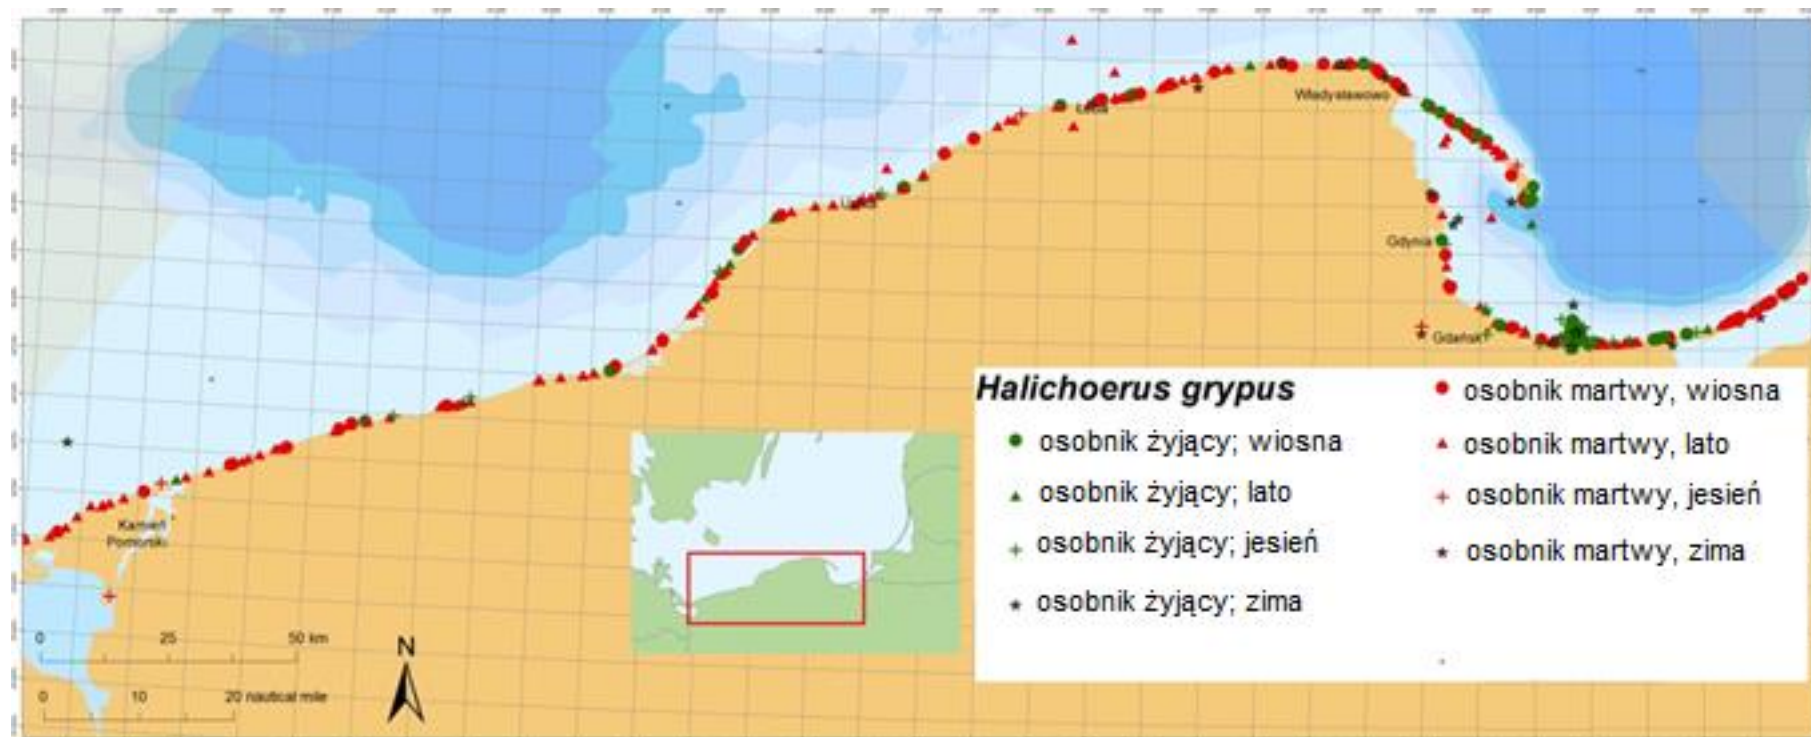 Władysławowo
Łeba
Ustka
Gdynia
Gdańsk
Kamień
Pomorski
Halichoerus grypus
osobnik żyjący; wiosna
osobnik żyjący; lato
osobnik żyjący; jesień
osobnik żyjący; zima
osobnik martwy, wiosna
osobnik martwy, lato
osobnik martwy, jesień
osobnik martwy, zima
0 25 50 km
0 10 20 nautical mile
N